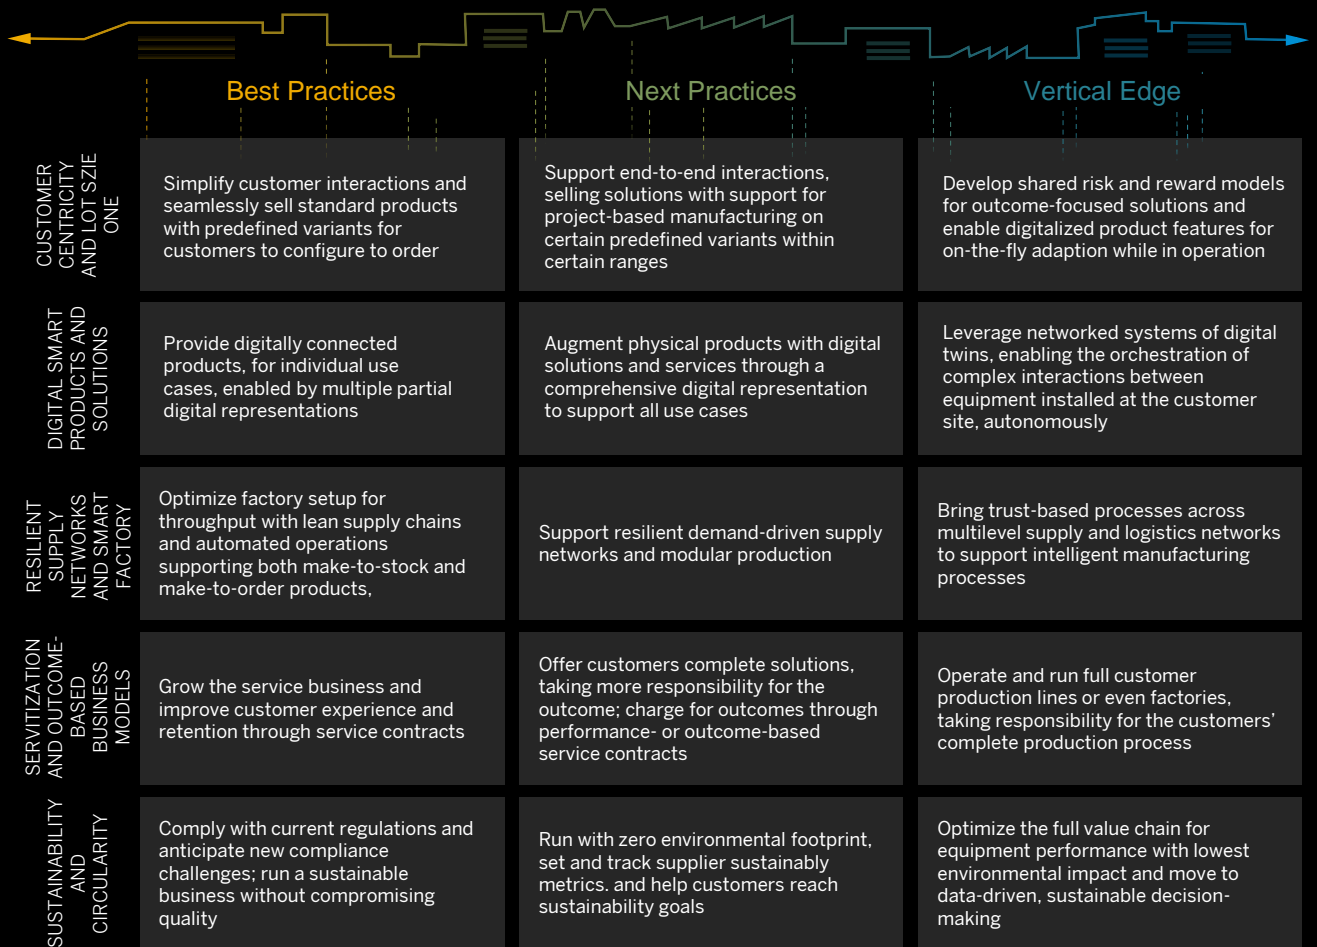 Best Practices
Next Practices
Vertical Edge
CUSTOMER
CENTRICITY
AND LOT SZIE
ONE
Simplify customer interactions and
seamlessly sell standard products
with predefined variants for
customers to configure to order
Support end-to-end interactions,
selling solutions with support for
project-based manufacturing on
certain predefined variants within
certain ranges
Develop shared risk and reward models
for outcome-focused solutions and
enable digitalized product features for
on-the-fly adaption while in operation
DIGITAL SMART
PRODUCTS AND
SOLUTIONS
Provide digitally connected
products, for individual use
cases, enabled by multiple partial
digital representations
Augment physical products with digital
solutions and services through a
comprehensive digital representation
to support all use cases
Leverage networked systems of digital
twins, enabling the orchestration of
complex interactions between
equipment installed at the customer
site, autonomously
RESILIENT
SUPPLY
NETWORKS
AND SMART
FACTORY
Optimize factory setup for
throughput with lean supply chains
and automated operations
supporting both make-to-stock and
make-to-order products,
Support resilient demand-driven supply
networks and modular production
Bring trust-based processes across
multilevel supply and logistics networks
to support intelligent manufacturing
processes
SERVITIZATION
AND OUTCOME-
BASED
BUSINESS
MODELS
Grow the service business and
improve customer experience and
retention through service contracts
Offer customers complete solutions,
taking more responsibility for the
outcome; charge for outcomes through
performance- or outcome-based
service contracts
Operate and run full customer
production lines or even factories,
taking responsibility for the customers’
complete production process
SUSTAINABILITY
AND
CIRCULARITY
Comply with current regulations and
anticipate new compliance
challenges; run a sustainable
business without compromising
quality
Run with zero environmental footprint,
set and track supplier sustainably
metrics. and help customers reach
sustainability goals
Optimize the full value chain for
equipment performance with lowest
environmental impact and move to
data-driven, sustainable decision-
making